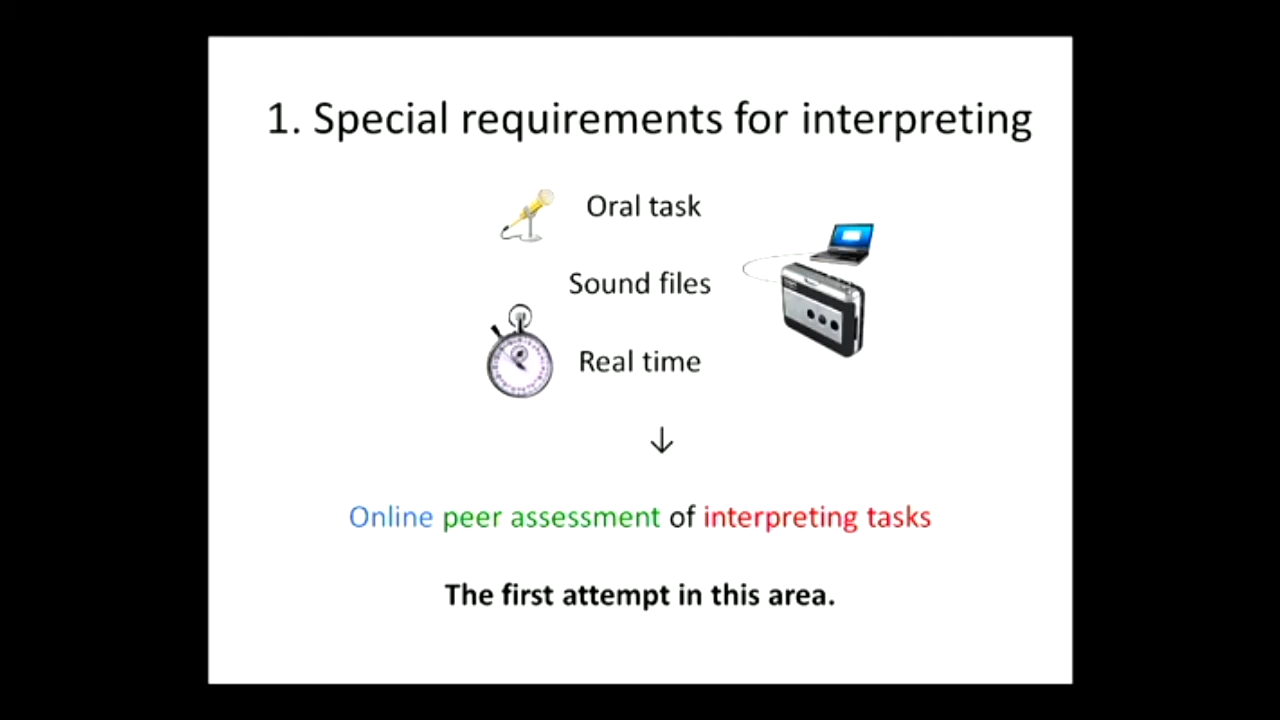 1. Special requirements for interpreting
Oral task
Sound files
Real time
↓
Online peer assessment of interpreting tasks
The first attempt in this area.